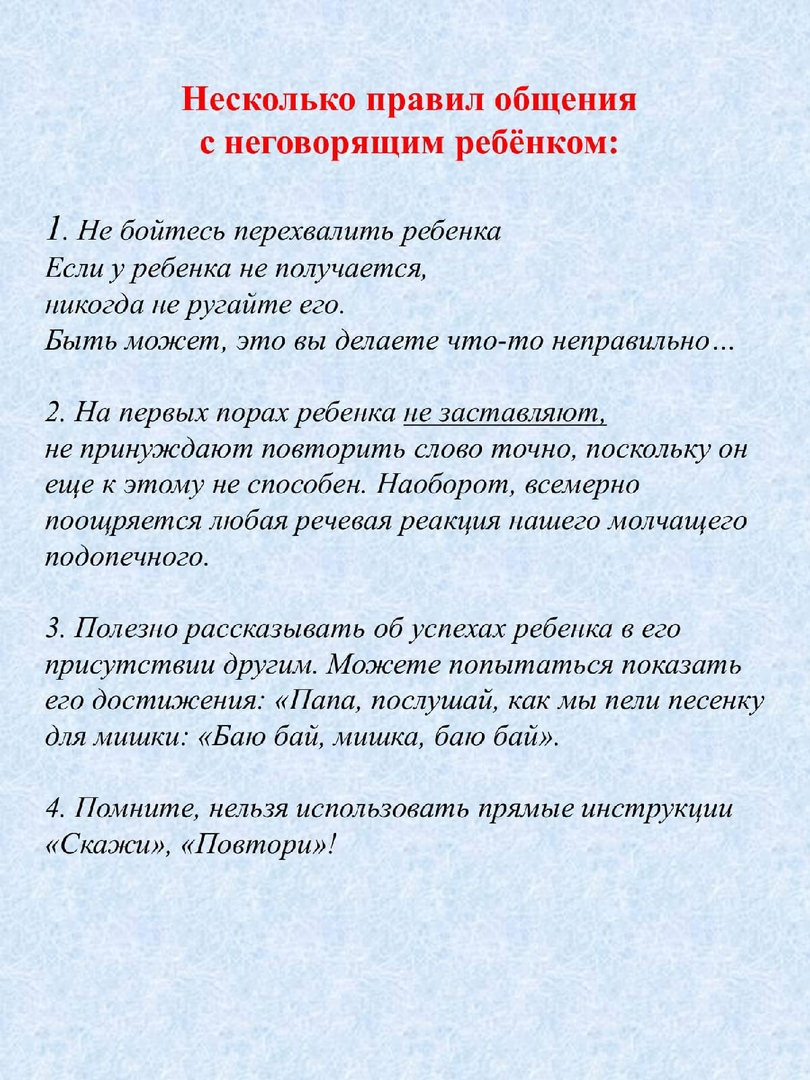 Несколько правил общения
с неговорящим ребёнком:
1. Не бойтесь перехвалить ребенка
Если у ребенка не получается,
никогда не ругайте его.
Быть может, это вы делаете что-то неправильно…
2. На первых порах ребенка не заставляют,
не принуждают повторить слово точно, поскольку он
еще к этому не способен. Наоборот, всемерно
поощряется любая речевая реакция нашего молчащего
подопечного.
3. Полезно рассказывать об успехах ребенка в его
присутствии другим. Можете попытаться показать
его достижения: «Папа, послушай, как мы пели песенку
для мишки: «Баю бай, мишка, баю бай».
4. Помните, нельзя использовать прямые инструкции
«Скажи», «Повтори»!